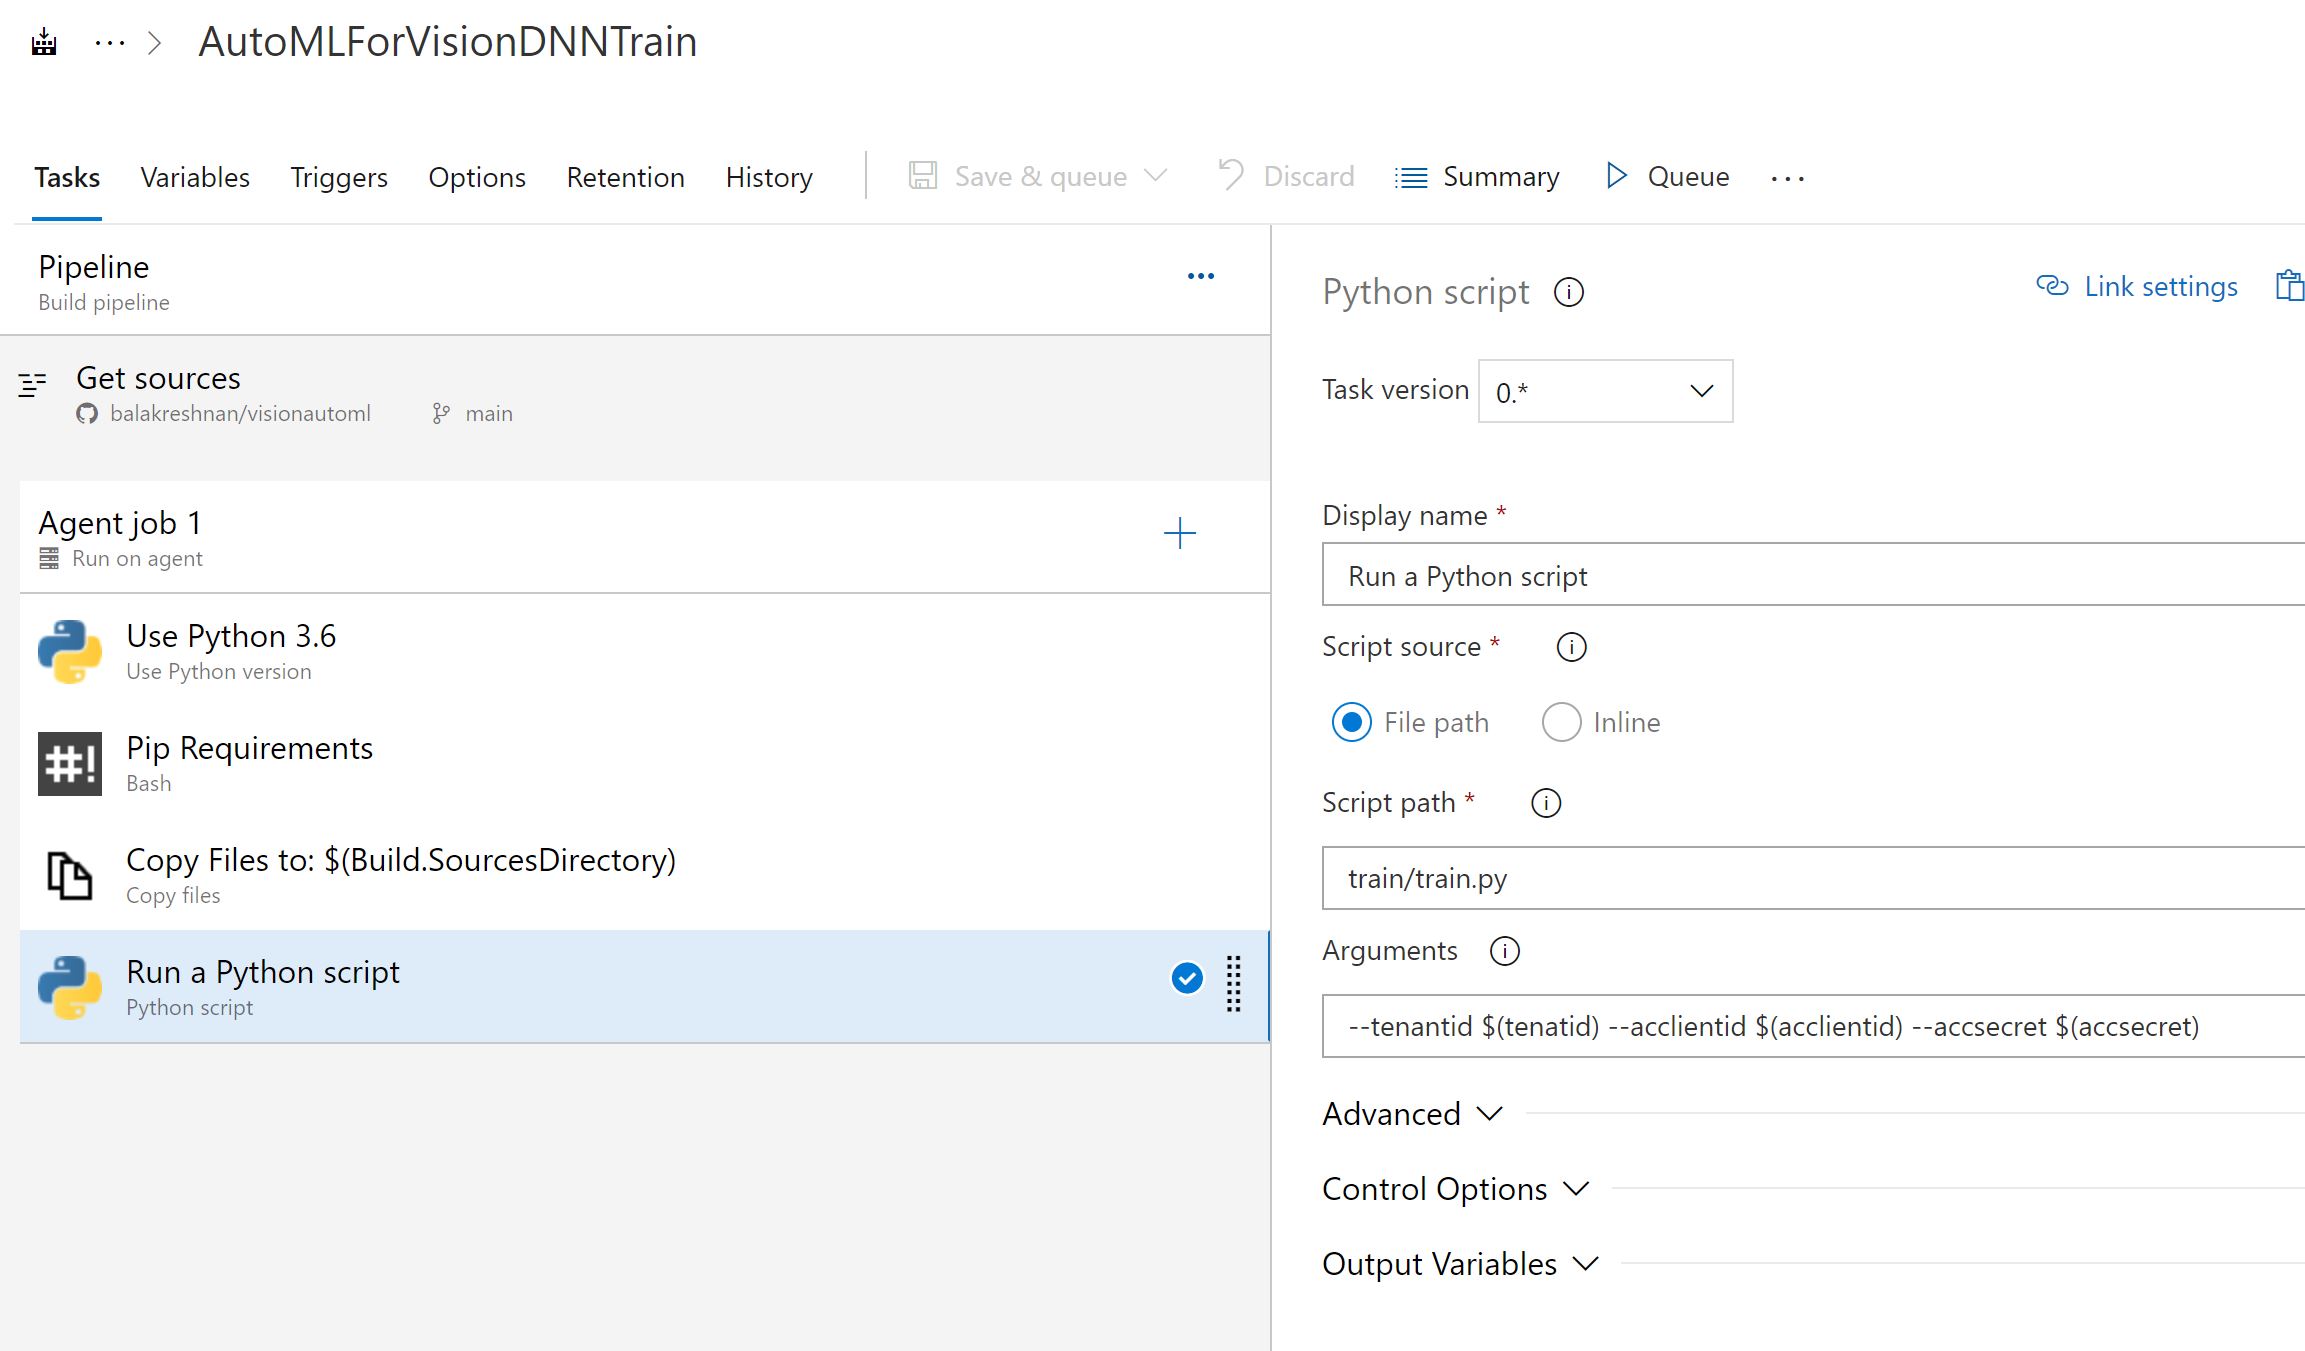 AutoMLForVisionDNNTrain
Tasks Variables Triggers Options Retention History Save & queue Discard Summary Queue
Pipeline
Build pipeline
Get sources
balakreshnan/visionautoml main
Agent job 1
Run on agent
Use Python 3.6
Use Python version
#!
Pip Requirements
Bash
Copy Files to: $(Build.SourcesDirectory)
Copy files
Run a Python script
Python script
Python script
Link settings
Task version 0.*
Display name *
Run a Python script
Script source *
File path Inline
Script path *
train/train.py
Arguments
--tenantid $(tenatid) --acclientid $(acclientid) --accsecret $(accsecret)
Advanced
Control Options
Output Variables